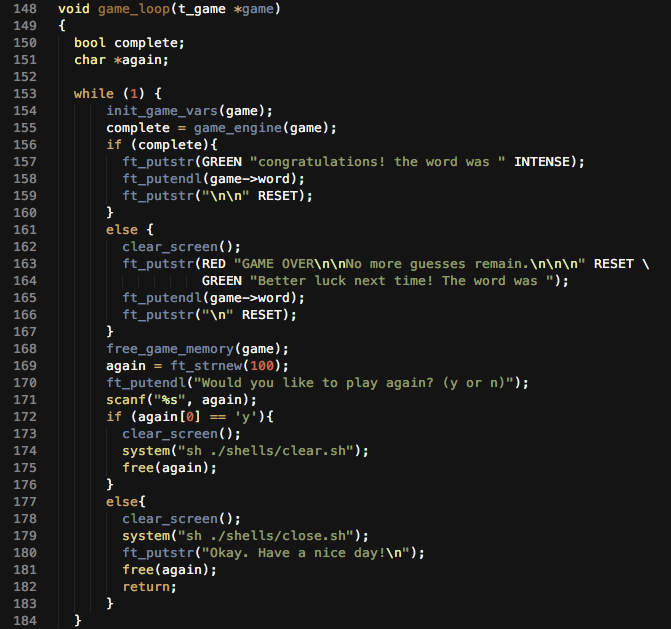 148 void game_loop(t_game *game)
149 {
150   bool complete;
151   char *again;
152
153   while (1) {
154       init_game_vars(game);
155       complete = game_engine(game);
156       if (complete){
157         ft_putstr(GREEN "congratulations! the word was " INTENSE);
158         ft_putendl(game->word);
159         ft_putstr("\n\n" RESET);
160       }
161       else {
162         clear_screen();
163         ft_putstr(RED "GAME OVER\n\nNo more guesses remain.\n\n\n" RESET \
164                   GREEN "Better luck next time! The word was ");
165         ft_putendl(game->word);
166         ft_putstr("\n" RESET);
167       }
168       free_game_memory(game);
169       again = ft_strnew(100);
170       ft_putendl("Would you like to play again? (y or n)");
171       scanf("%s", again);
172       if (again[0] == 'y'){
173         clear_screen();
174         system("sh ./shells/clear.sh");
175         free(again);
176       }
177       else{
178         clear_screen();
179         system("sh ./shells/close.sh");
180         ft_putstr("Okay. Have a nice day!\n");
181         free(again);
182         return;
183       }
184   }